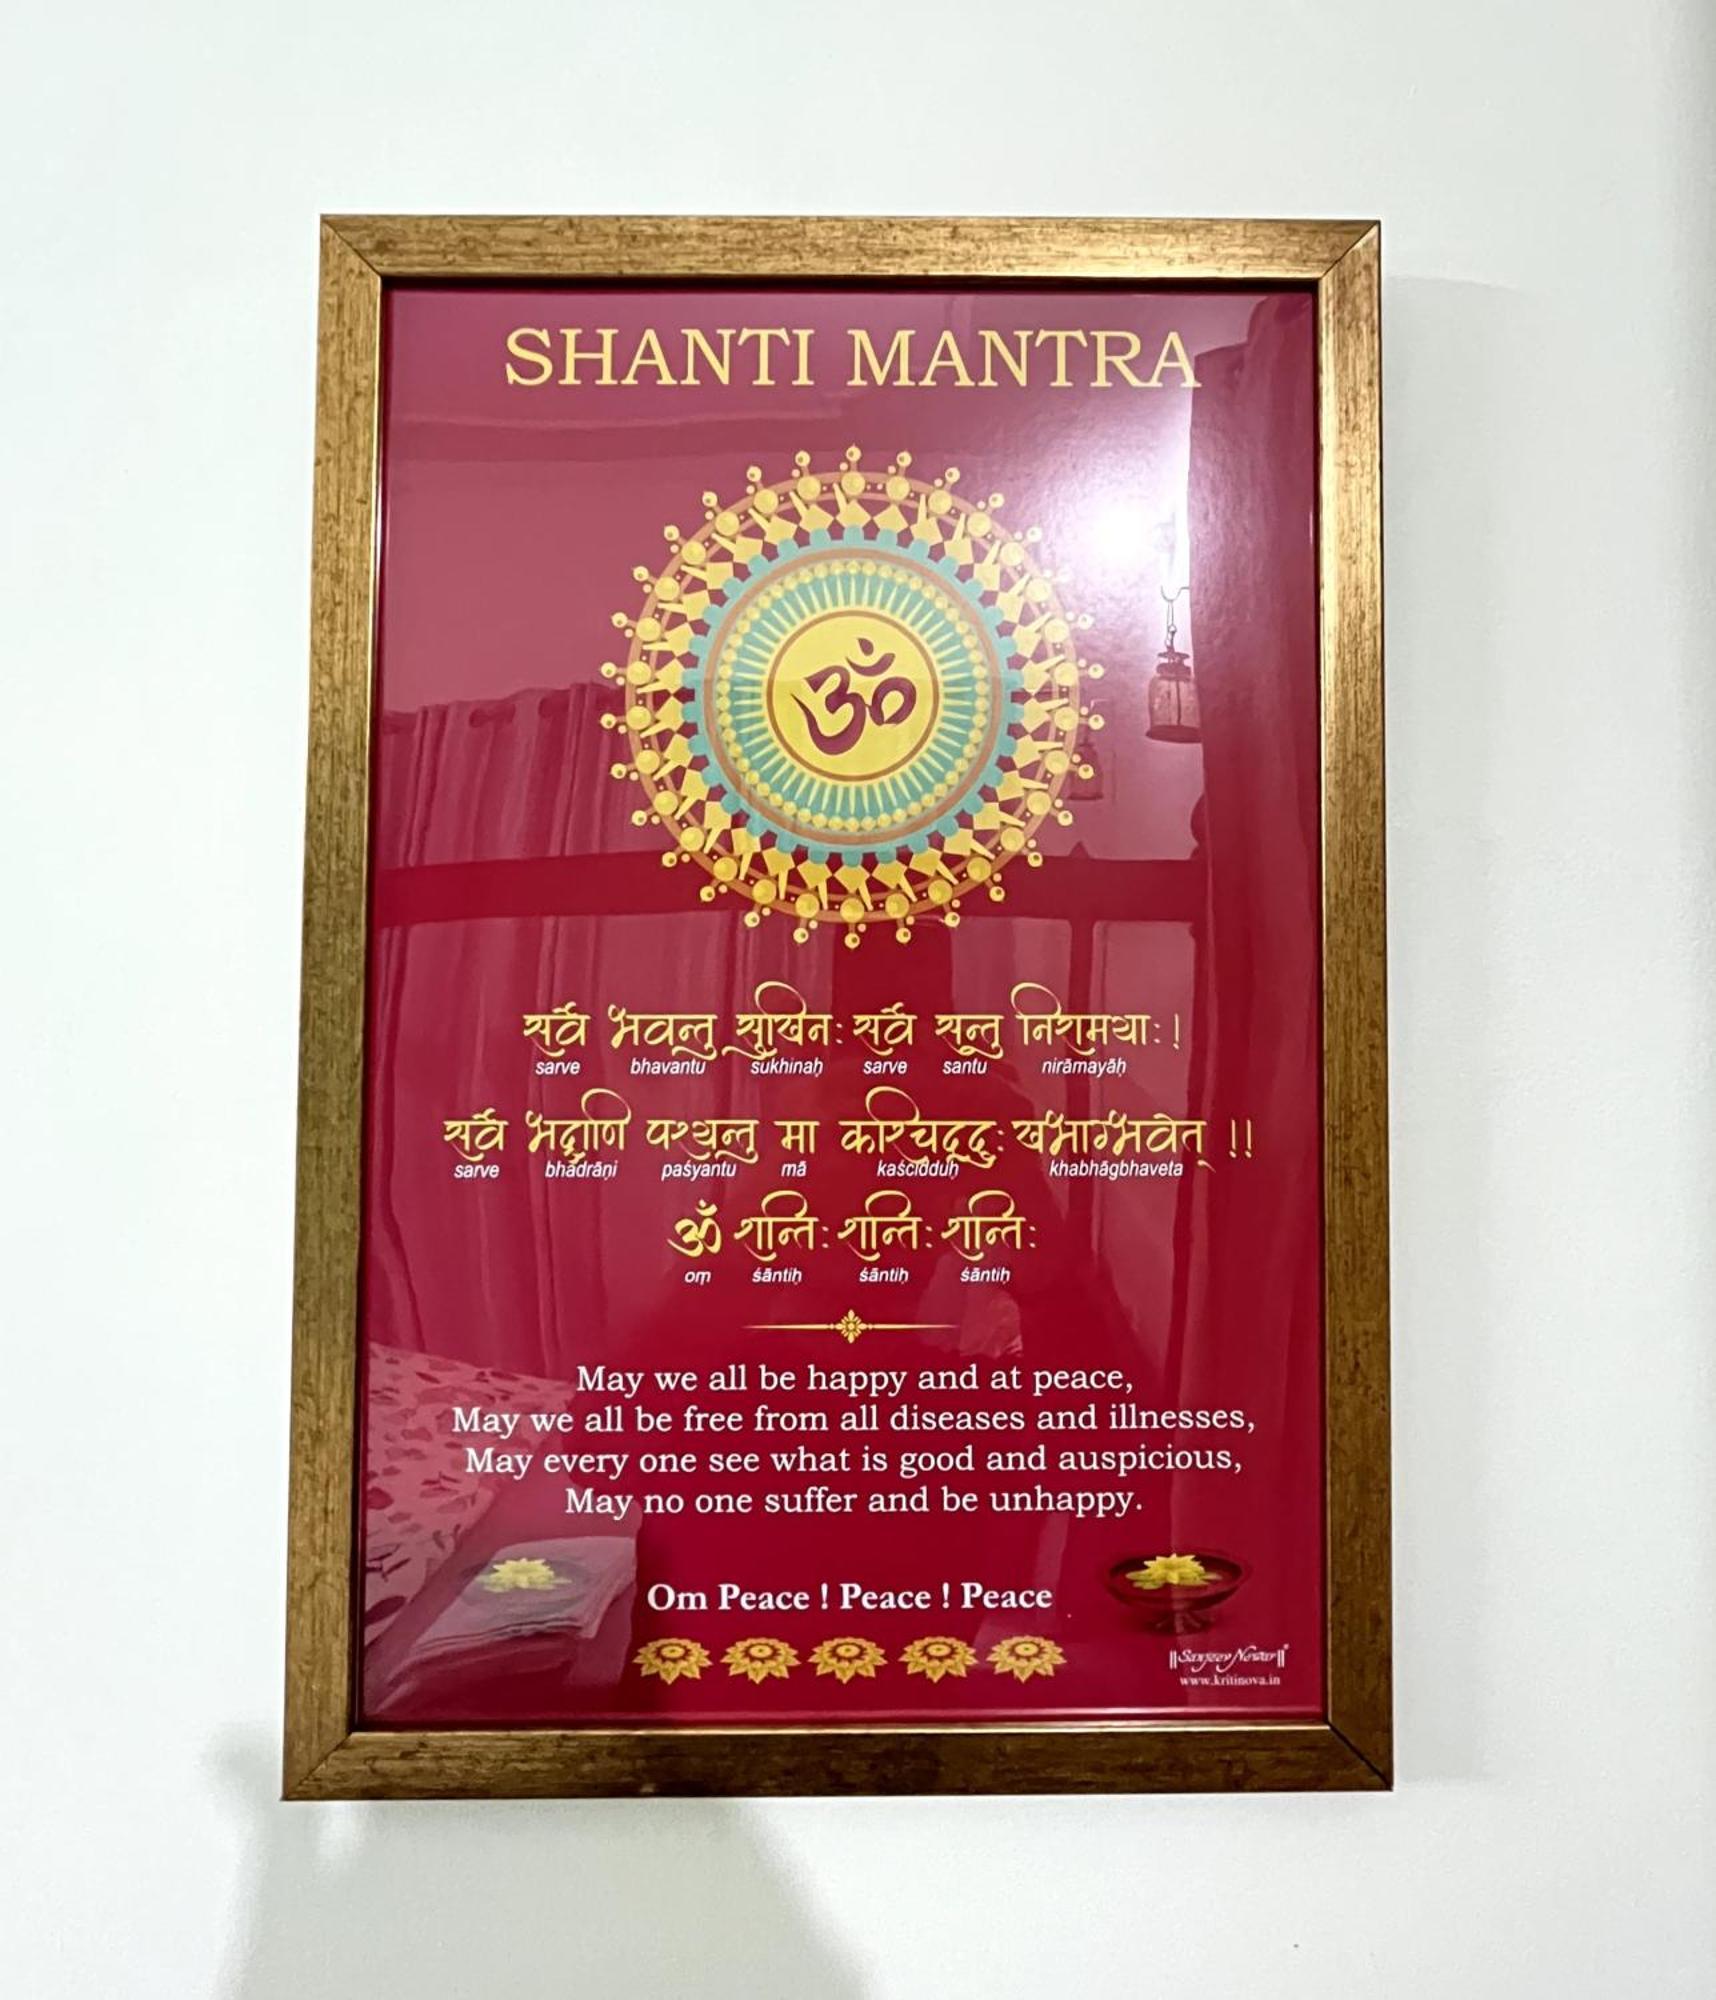 SHANTI MANTRA
ॐ
सर्वे भवन्तु सुखिनः सर्वे सन्तु निरामयाः !
sarve bhavantu sukhinaḥ sarve santu nirāmayāḥ
सर्वे भद्राणि पश्यन्तु मा कश्चिद्दुः खभाग्भवेत् !!
sarve bhadrāṇi paśyantu mā kaścidduḥ khabhāgbhaveta
ॐ शान्तिः शान्तिः शान्तिः
oṃ śāntiḥ śāntiḥ śāntiḥ
May we all be happy and at peace,
May we all be free from all diseases and illnesses,
May every one see what is good and auspicious,
May no one suffer and be unhappy.
Om Peace ! Peace ! Peace
||Sanjeev Newar||
www.kritinova.in